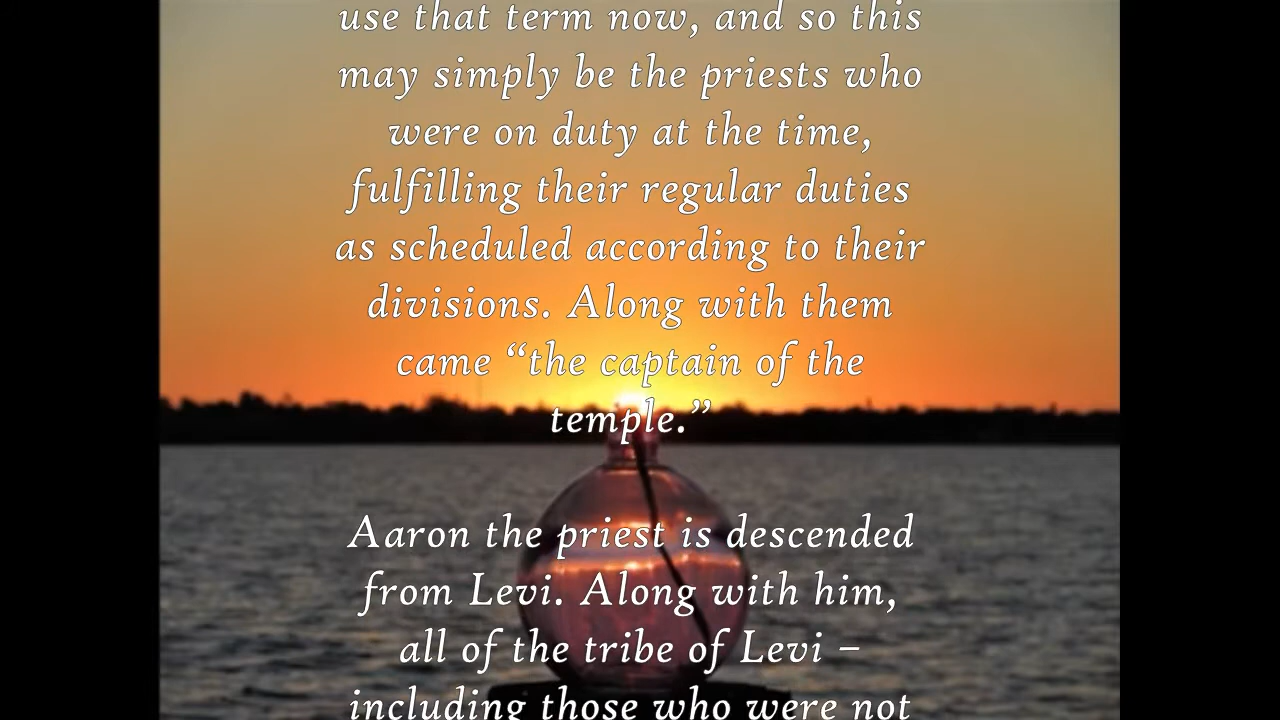 use that term now, and so this
may simply be the priests who
were on duty at the time,
fulfilling their regular duties
as scheduled according to their
divisions. Along with them
came “the captain of the
temple.”
Aaron the priest is descended
from Levi. Along with him,
all of the tribe of Levi –
including those who were not